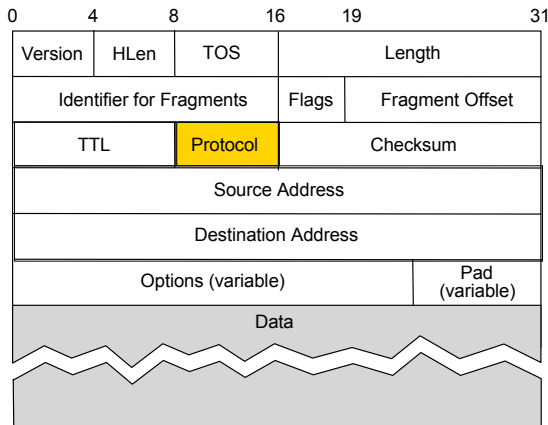 0 4 8 16 19 31
Version HLen TOS Length
Identifier for Fragments Flags Fragment Offset
TTL Protocol Checksum
Source Address
Destination Address
Options (variable) Pad
(variable)
Data